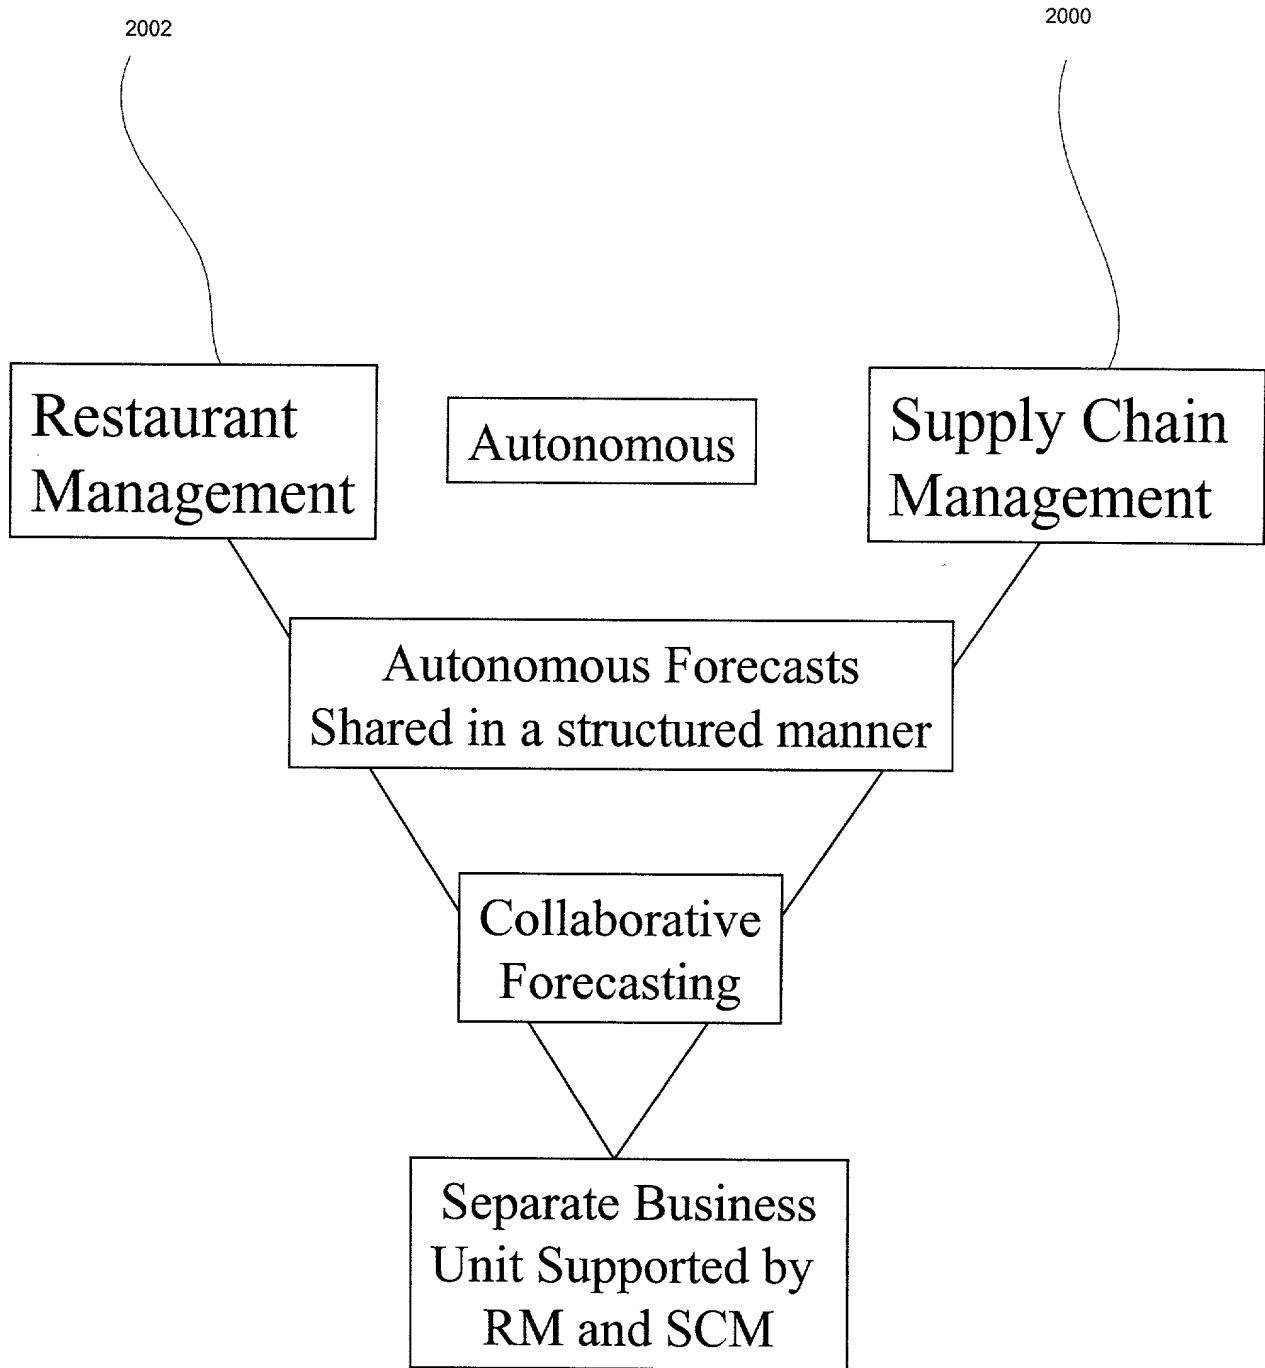 2002
2000
Restaurant
Management
Autonomous
Supply Chain
Management
Autonomous Forecasts
Shared in a structured manner
Collaborative
Forecasting
Separate Business
Unit Supported by
RM and SCM